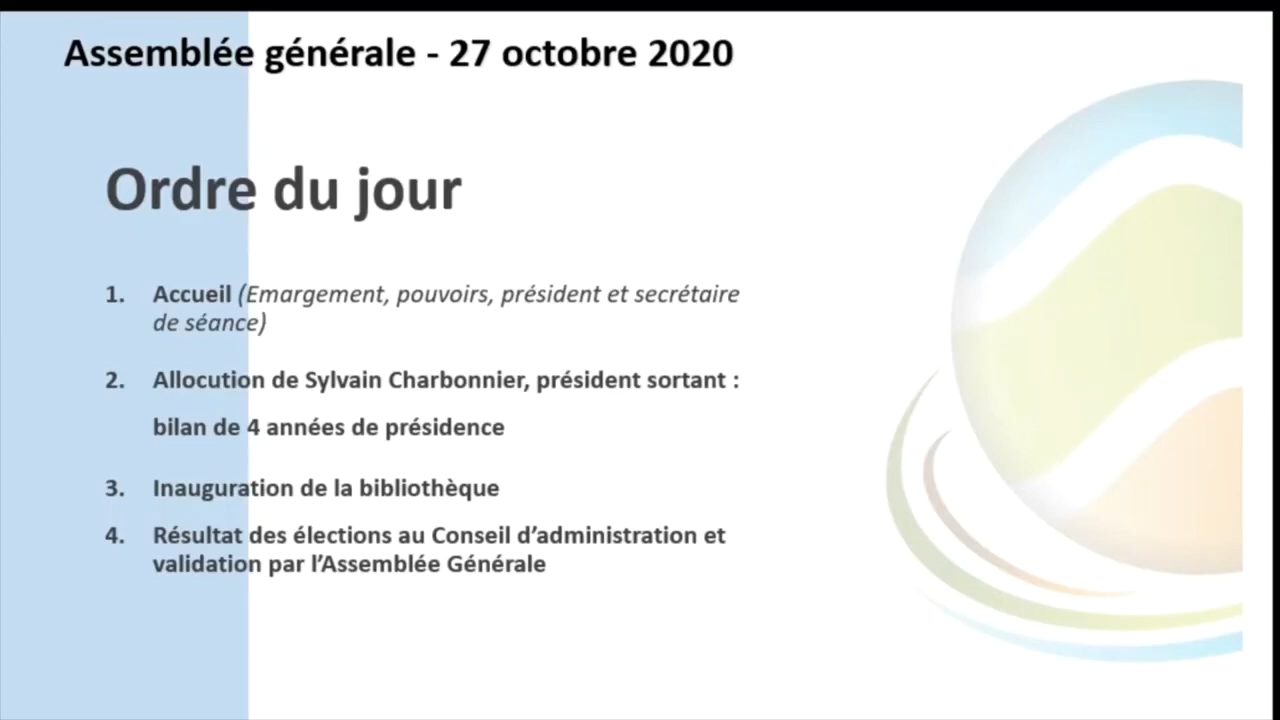 Assemblée générale - 27 octobre 2020
Ordre du jour
1. Accueil (Emargement, pouvoirs, président et secrétaire
de séance)
2. Allocution de Sylvain Charbonnier, président sortant :
bilan de 4 années de présidence
3. Inauguration de la bibliothèque
4. Résultat des élections au Conseil d’administration et
validation par l’Assemblée Générale